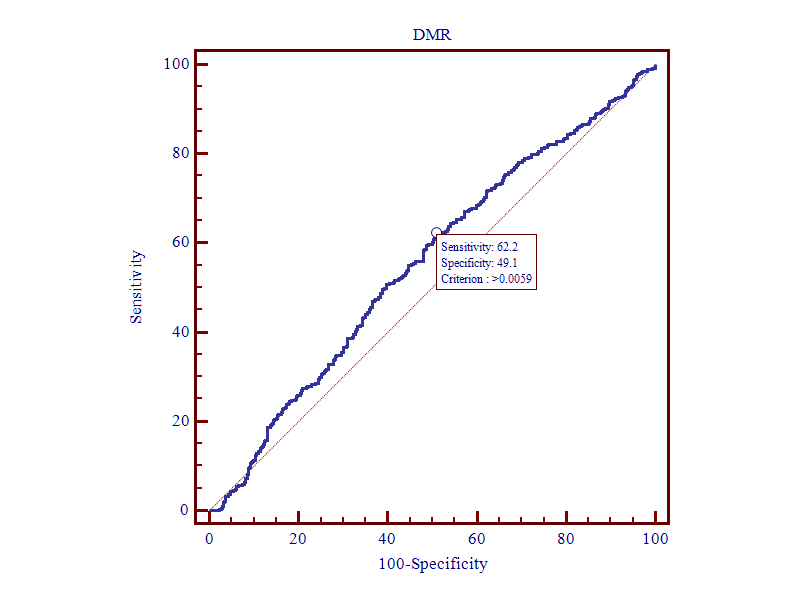 DMR
100
80
60
40
20
0
Sensitivity
Sensitivity: 62.2
Specificity: 49.1
Criterion : >0.0059
0 20 40 60 80 100
100-Specificity